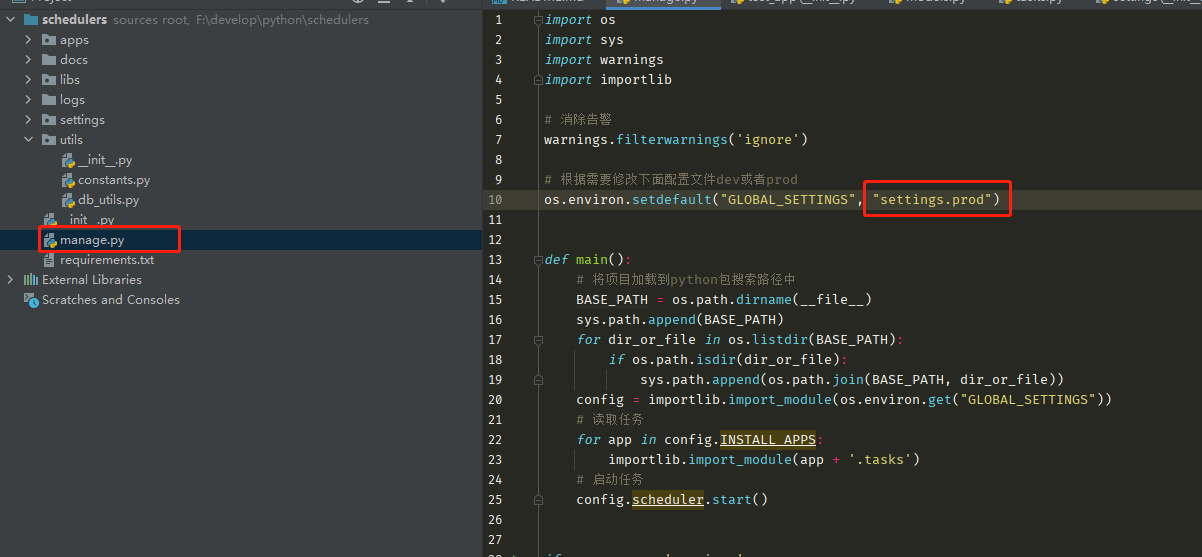 Project
README.md
manage.py
test_app\__init__.py
models.py
tasks.py
schedulers sources root, F:\develop\python\schedulers
apps
docs
libs
logs
settings
utils
__init__.py
constants.py
db_utils.py
__init__.py
manage.py
requirements.txt
External Libraries
Scratches and Consoles
1 import os
2 import sys
3 import warnings
4 import importlib
5
6 # 消除告警
7 warnings.filterwarnings('ignore')
8
9 # 根据需要修改下面配置文件dev或者prod
10 os.environ.setdefault("GLOBAL_SETTINGS", "settings.prod")
11
12
13 def main():
14 # 将项目加载到python包搜索路径中
15 BASE_PATH = os.path.dirname(__file__)
16 sys.path.append(BASE_PATH)
17 for dir_or_file in os.listdir(BASE_PATH):
18 if os.path.isdir(dir_or_file):
19 sys.path.append(os.path.join(BASE_PATH, dir_or_file))
20 config = importlib.import_module(os.environ.get("GLOBAL_SETTINGS"))
21 # 读取任务
22 for app in config.INSTALL_APPS:
23 importlib.import_module(app + '.tasks')
24 # 启动任务
25 config.scheduler.start()
26
27